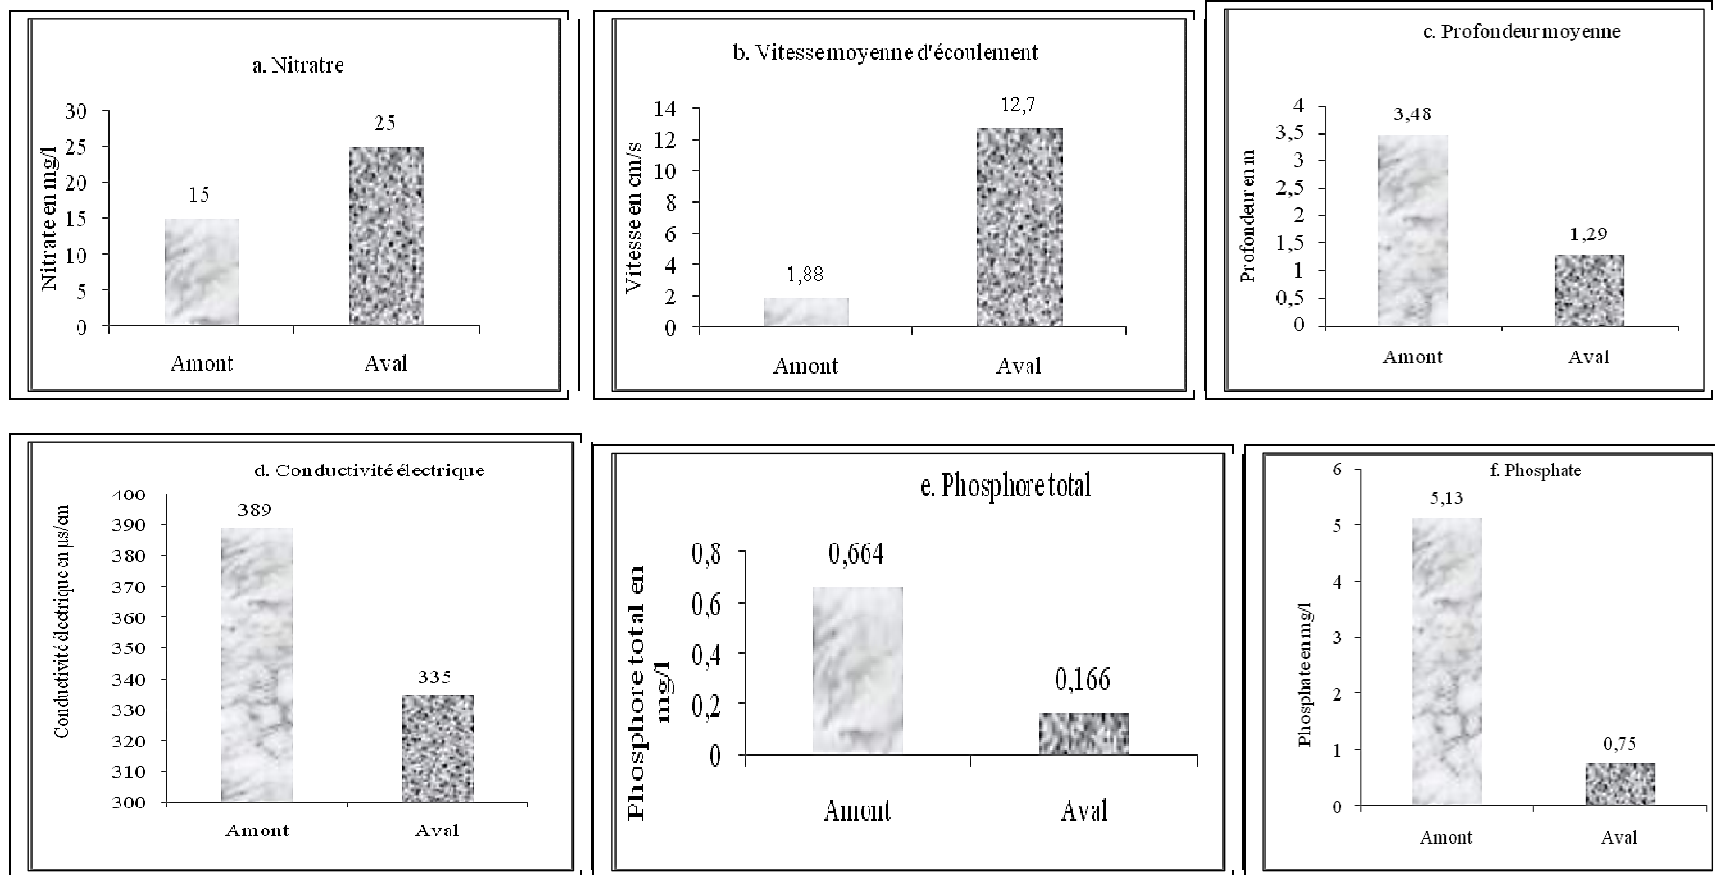 a. Nitratre
Nitrate en mg/l
30
25
20
15
10
5
0
15
25
Amont
Aval
b. Vitesse moyenne d'écoulement
Vitesse en cm/s
14
12
10
8
6
4
2
0
1,88
12,7
Amont
Aval
c. Profondeur moyenne
Profondeur en m
4
3,5
3
2,5
2
1,5
1
0,5
0
3,48
1,29
Amont
Aval
d. Conductivité électrique
Conductivité électrique en µs/cm
400
390
380
370
360
350
340
330
320
310
300
389
335
Amont
Aval
e. Phosphore total
Phosphore total en
mg/l
0,8
0,6
0,4
0,2
0
0,664
0,166
Amont
Aval
f. Phosphate
Phosphate en mg/l
6
5
4
3
2
1
0
5,13
0,75
Amont
Aval